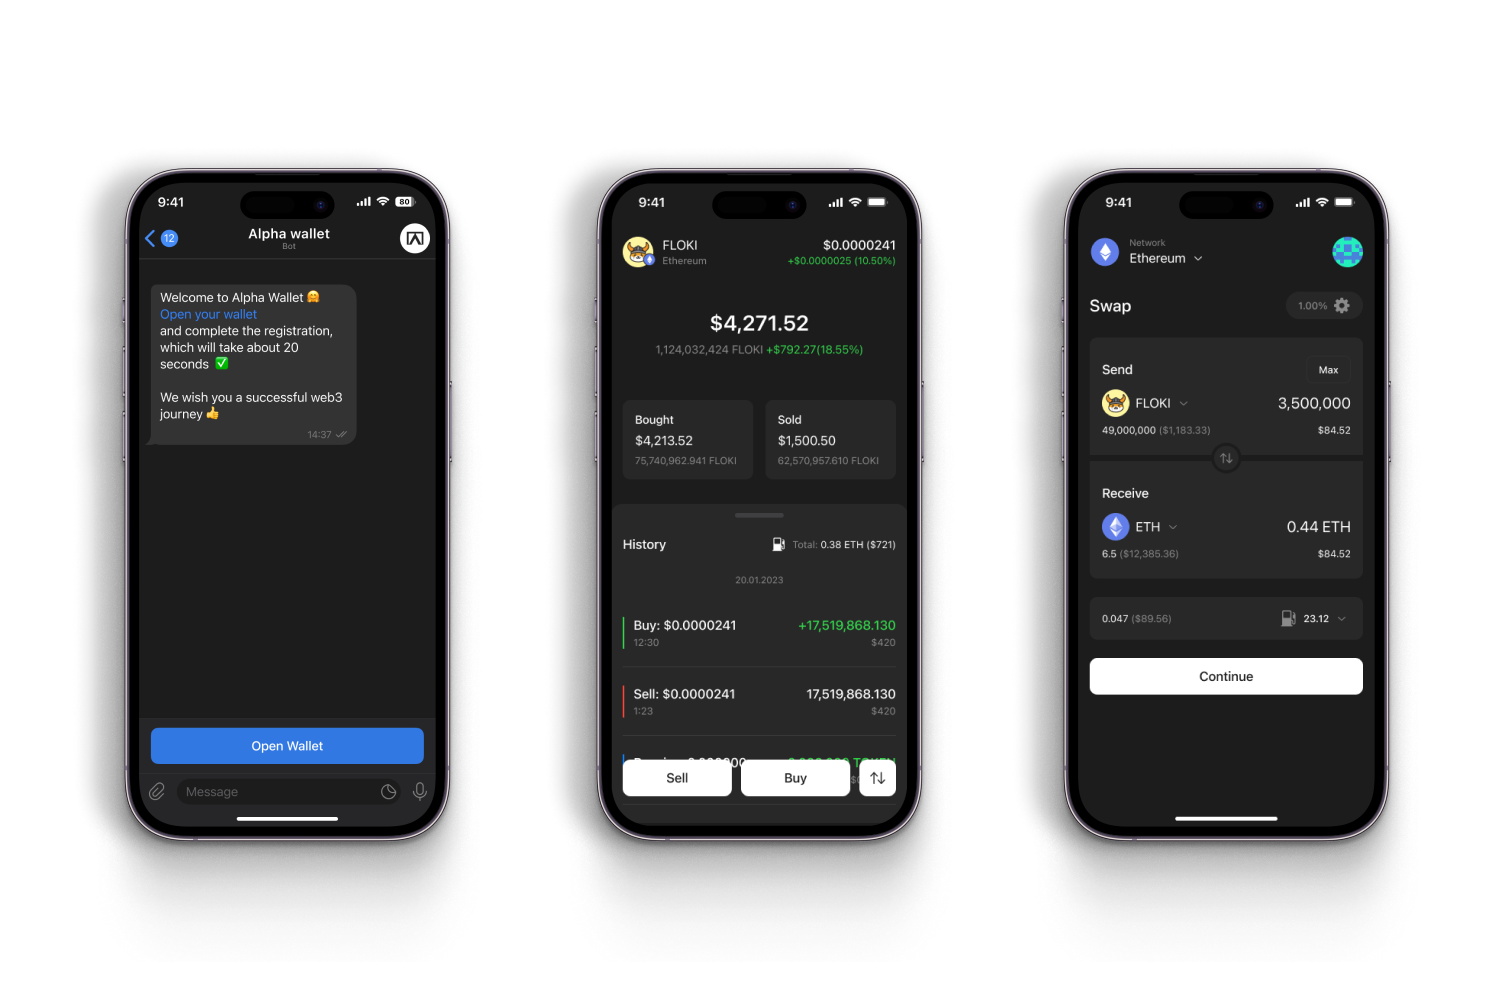 9:41
80
12
Alpha wallet
Bot
Welcome to Alpha Wallet 🤗
Open your wallet
and complete the registration,
which will take about 20
seconds ✅
We wish you a successful web3
journey 👍
14:37
Open Wallet
Message
9:41
FLOKI
$0.0000241
Ethereum
+$0.0000025 (10.50%)
$4,271.52
1,124,032,424 FLOKI +$792.27(18.55%)
Bought
$4,213.52
75,740,962.941 FLOKI
Sold
$1,500.50
62,570,957.610 FLOKI
History
Total: 0.38 ETH ($721)
20.01.2023
Buy: $0.0000241
+17,519,868.130
12:30
$420
Sell: $0.0000241
17,519,868.130
1:23
$420
Sell
Buy
9:41
Network
Ethereum
Swap
1.00%
Send
Max
FLOKI
3,500,000
49,000,000 ($1,183.33)
$84.52
Receive
ETH
0.44 ETH
6.5 ($12,385.36)
$84.52
0.047 ($89.56)
23.12
Continue